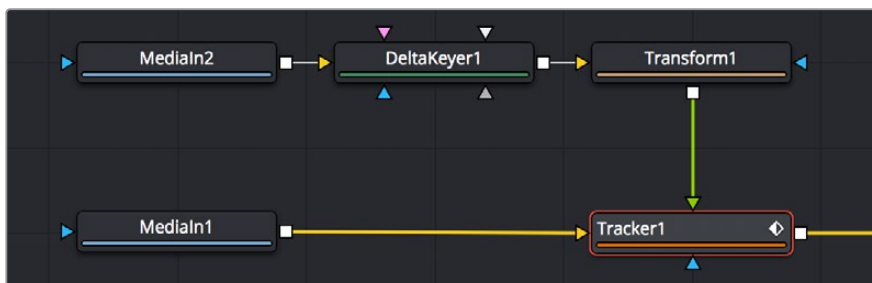 MediaIn2
DeltaKeyer1
Transform1
MediaIn1
Tracker1